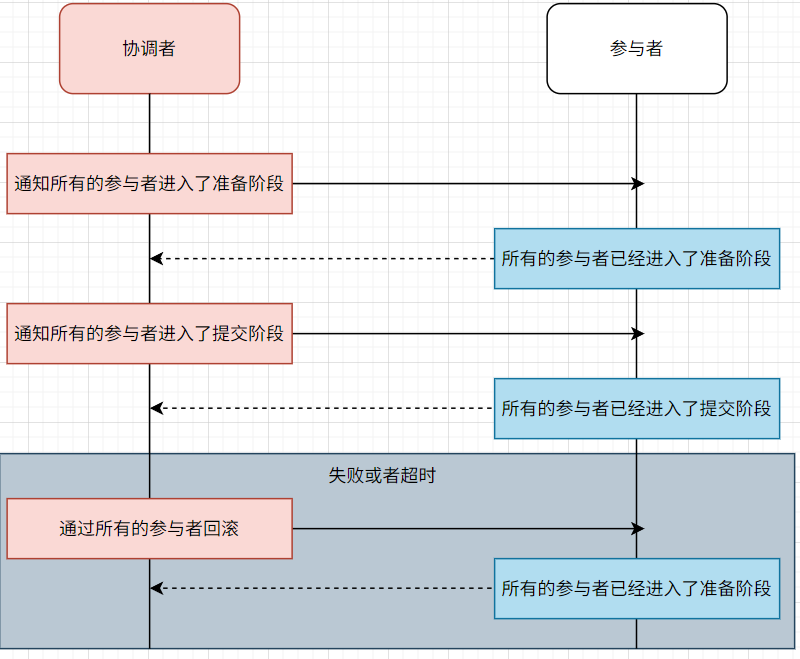 协调者
参与者
通知所有的参与者进入了准备阶段
所有的参与者已经进入了准备阶段
通知所有的参与者进入了提交阶段
所有的参与者已经进入了提交阶段
失败或者超时
通过所有的参与者回滚
所有的参与者已经进入了准备阶段